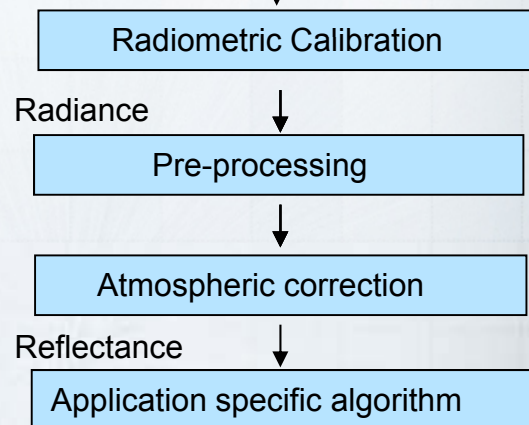 Radiometric Calibration
Radiance
Pre-processing
Atmospheric correction
Reflectance
Application specific algorithm